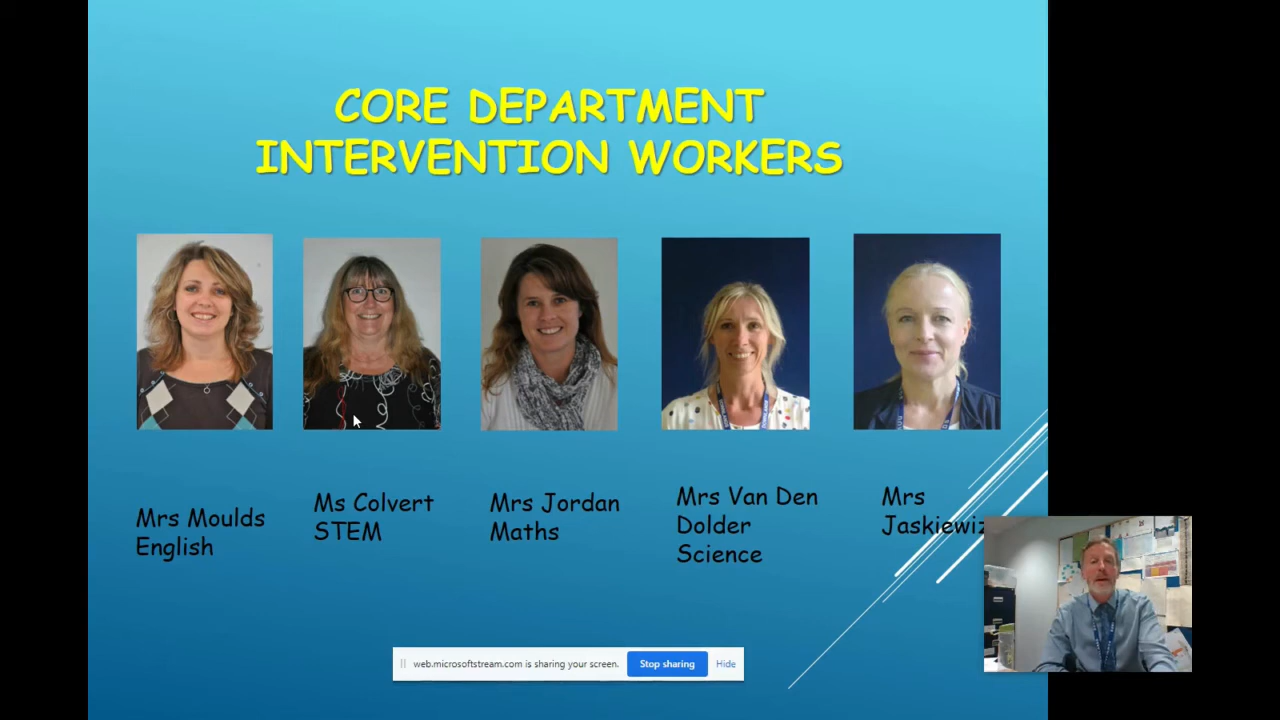 CORE DEPARTMENT
INTERVENTION WORKERS
Mrs Moulds
English
Ms Colvert
STEM
Mrs Jordan
Maths
Mrs Van Den
Dolder
Science
Mrs
Jaskiewiz
web.microsoftstream.com is sharing your screen.
Stop sharing
Hide